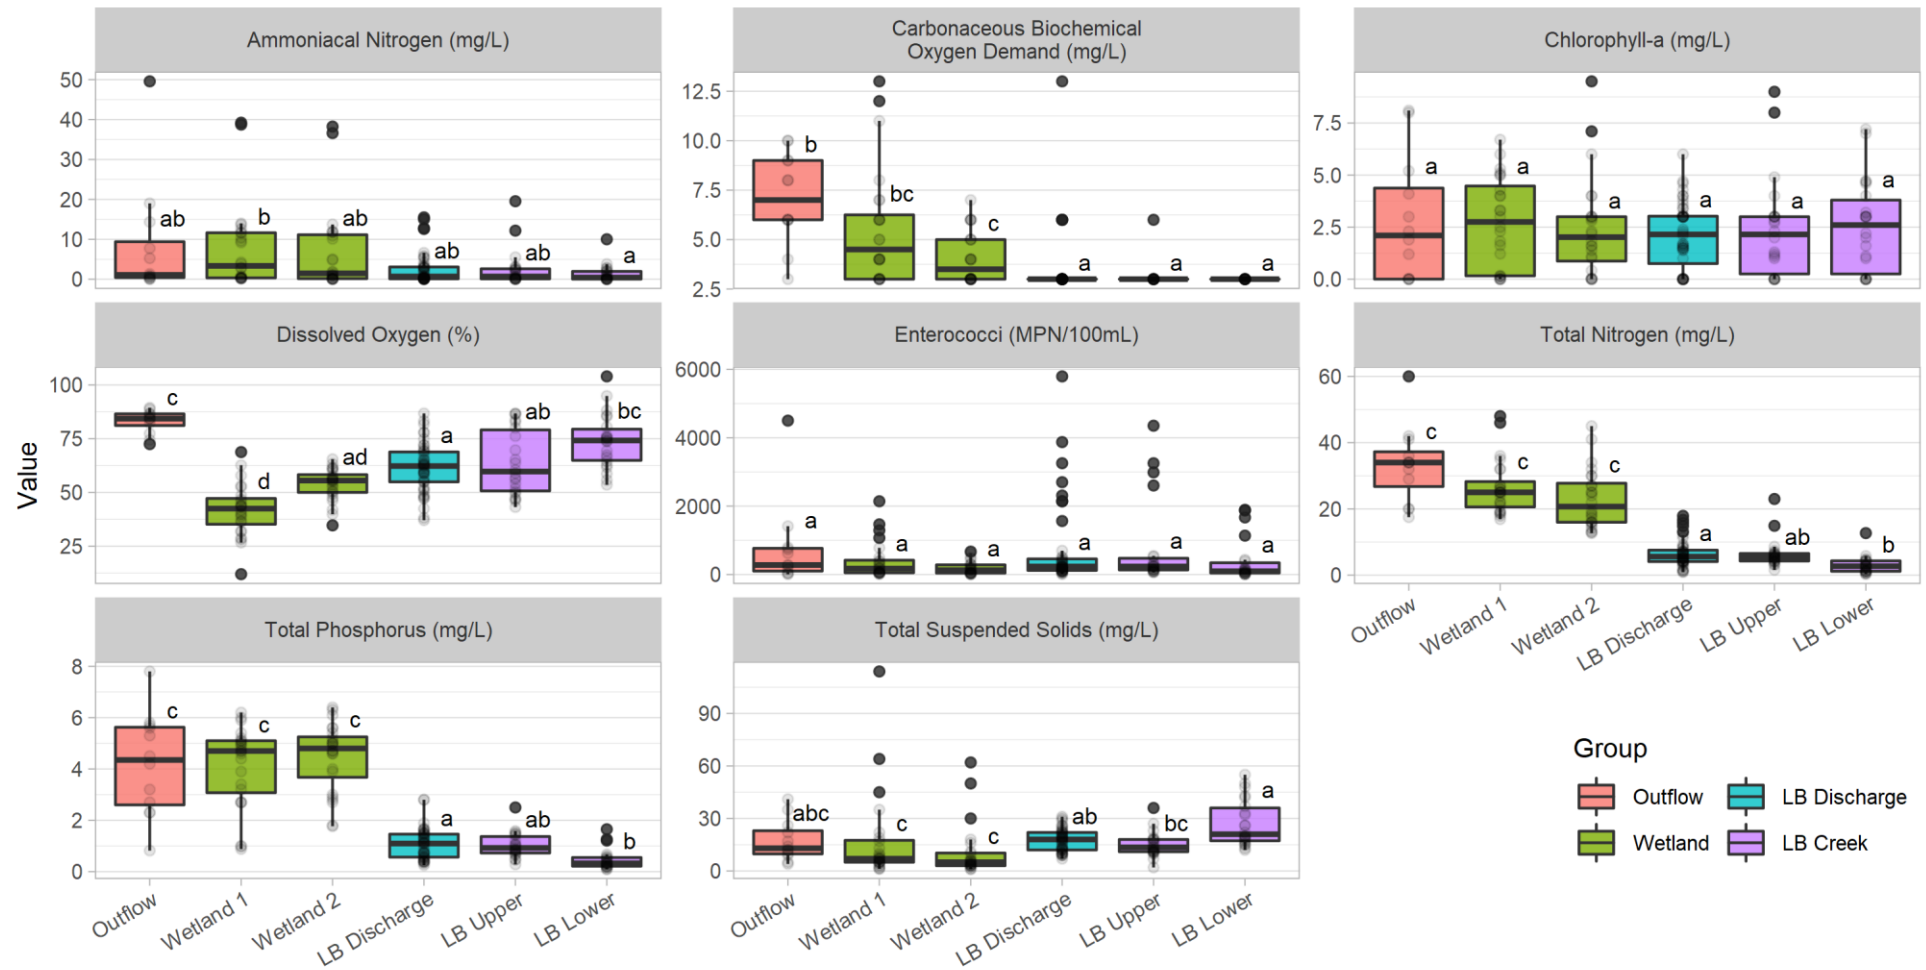 Ammoniacal Nitrogen (mg/L)
Carbonaceous Biochemical
Oxygen Demand (mg/L)
Chlorophyll-a (mg/L)
50
40
30
20
10
0
ab
b
ab
ab
ab
a
12.5
10.0
7.5
5.0
2.5
b
bc
c
a
a
a
7.5
5.0
2.5
0.0
a
a
a
a
a
a
Dissolved Oxygen (%)
Enterococci (MPN/100mL)
Total Nitrogen (mg/L)
Value
100
75
50
25
c
d
ad
a
ab
bc
6000
4000
2000
0
a
a
a
a
a
a
60
40
20
0
c
c
c
a
ab
b
Outflow
Wetland 1
Wetland 2
LB Discharge
LB Upper
LB Lower
Total Phosphorus (mg/L)
Total Suspended Solids (mg/L)
8
6
4
2
0
c
c
c
a
ab
b
90
60
30
0
abc
c
c
ab
bc
a
Outflow
Wetland 1
Wetland 2
LB Discharge
LB Upper
LB Lower
Outflow
Wetland 1
Wetland 2
LB Discharge
LB Upper
LB Lower
Group
Outflow
LB Discharge
Wetland
LB Creek